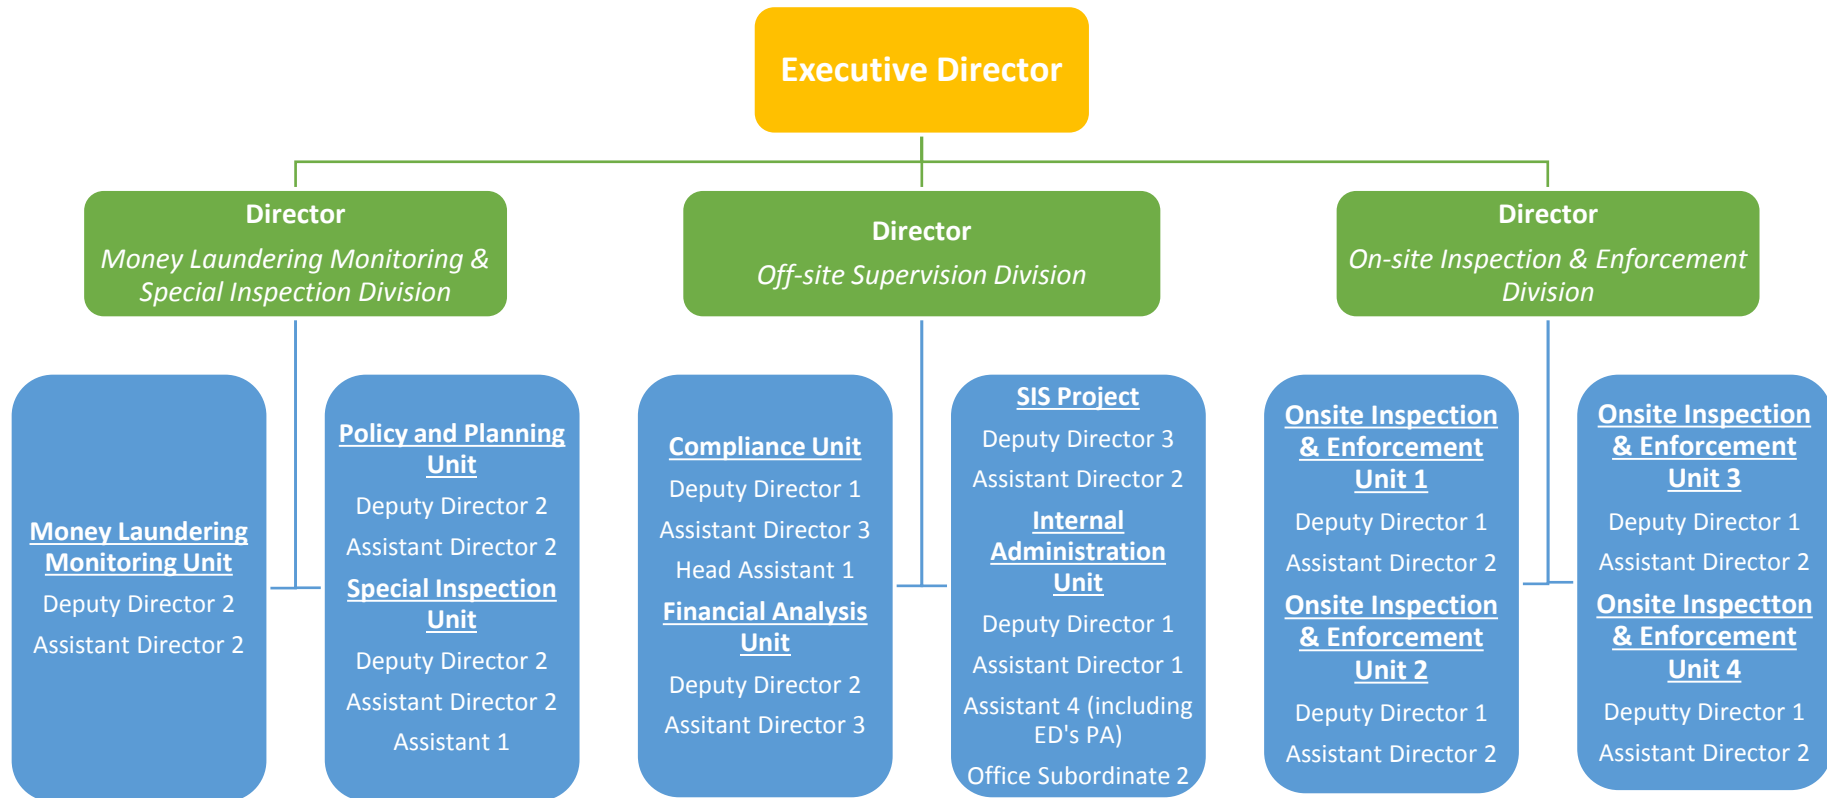 Executive Director
Director
Money Laundering Monitoring &
Special Inspection Division
Director
Off-site Supervision Division
Director
On-site Inspection & Enforcement
Division
Money Laundering
Monitoring Unit
Deputy Director 2
Assistant Director 2
Policy and Planning
Unit
Deputy Director 2
Assistant Director 2
Special Inspection
Unit
Deputy Director 2
Assistant Director 2
Assistant 1
Compliance Unit
Deputy Director 1
Assistant Director 3
Head Assistant 1
Financial Analysis
Unit
Deputy Director 2
Assitant Director 3
SIS Project
Deputy Director 3
Assistant Director 2
Internal
Administration
Unit
Deputy Director 1
Assistant Director 1
Assistant 4 (including
ED's PA)
Office Subordinate 2
Onsite Inspection
& Enforcement
Unit 1
Deputy Director 1
Assistant Director 2
Onsite Inspection
& Enforcement
Unit 2
Deputy Director 1
Assistant Director 2
Onsite Inspection
& Enforcement
Unit 3
Deputy Director 1
Assistant Director 2
Onsite Inspectton
& Enforcement
Unit 4
Deputty Director 1
Assistant Director 2